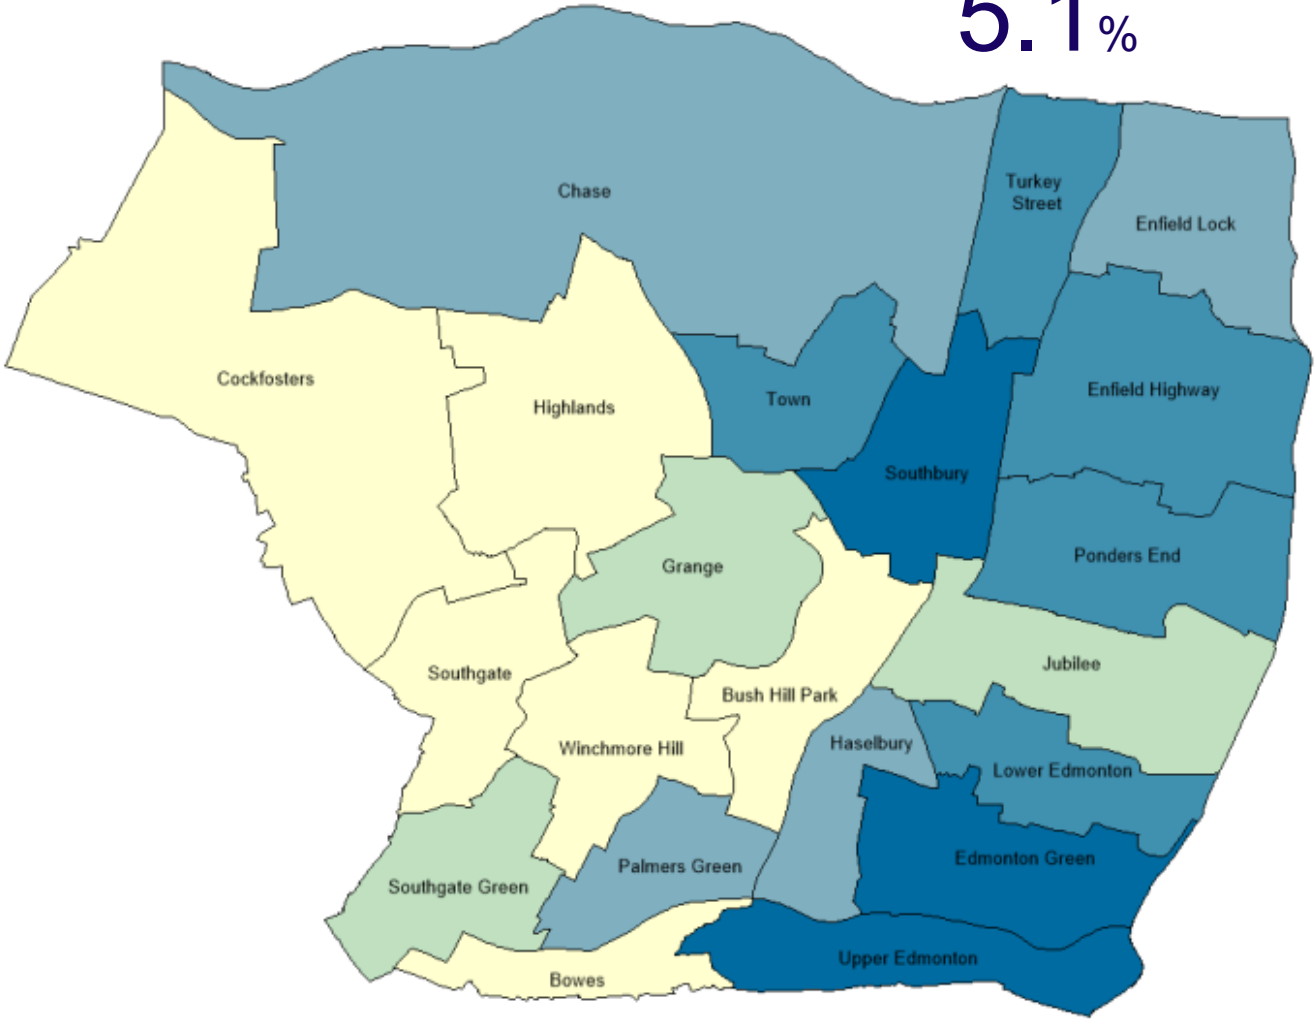 5.1%
Chase
Turkey
Street
Enfield Lock
Cockfosters
Highlands
Town
Enfield Highway
Southbury
Grange
Ponders End
Southgate
Jubilee
Bush Hill Park
Winchmore Hill
Haselbury
Lower Edmonton
Palmers Green
Edmonton Green
Southgate Green
Upper Edmonton
Bowes